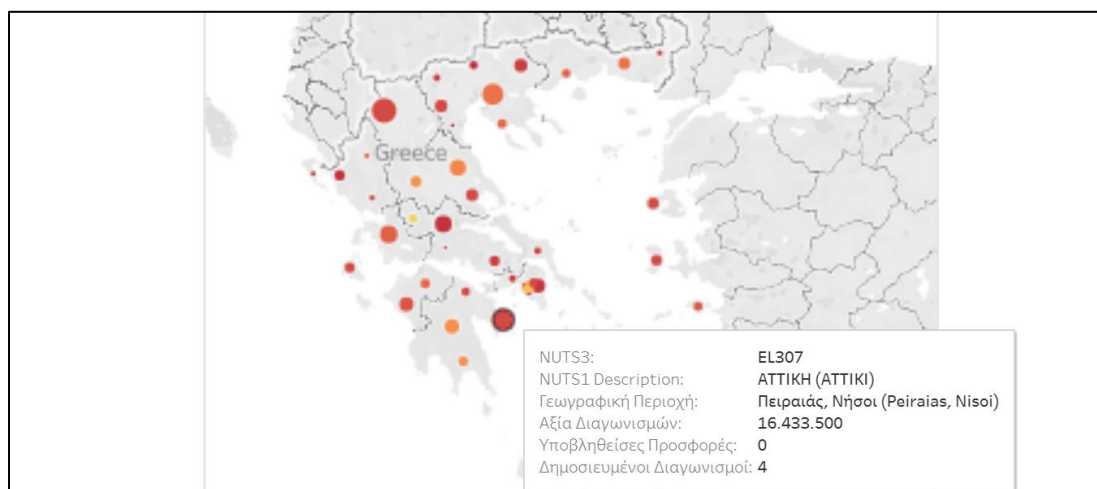 Greece
NUTS3: EL307
NUTS1 Description: ΑΤΤΙΚΗ (ATTIKI)
Γεωγραφική Περιοχή: Πειραιάς, Νήσοι (Peiraias, Nisoi)
Αξία Διαγωνισμών: 16.433.500
Υποβληθείσες Προσφορές: 0
Δημοσιευμένοι Διαγωνισμοί: 4